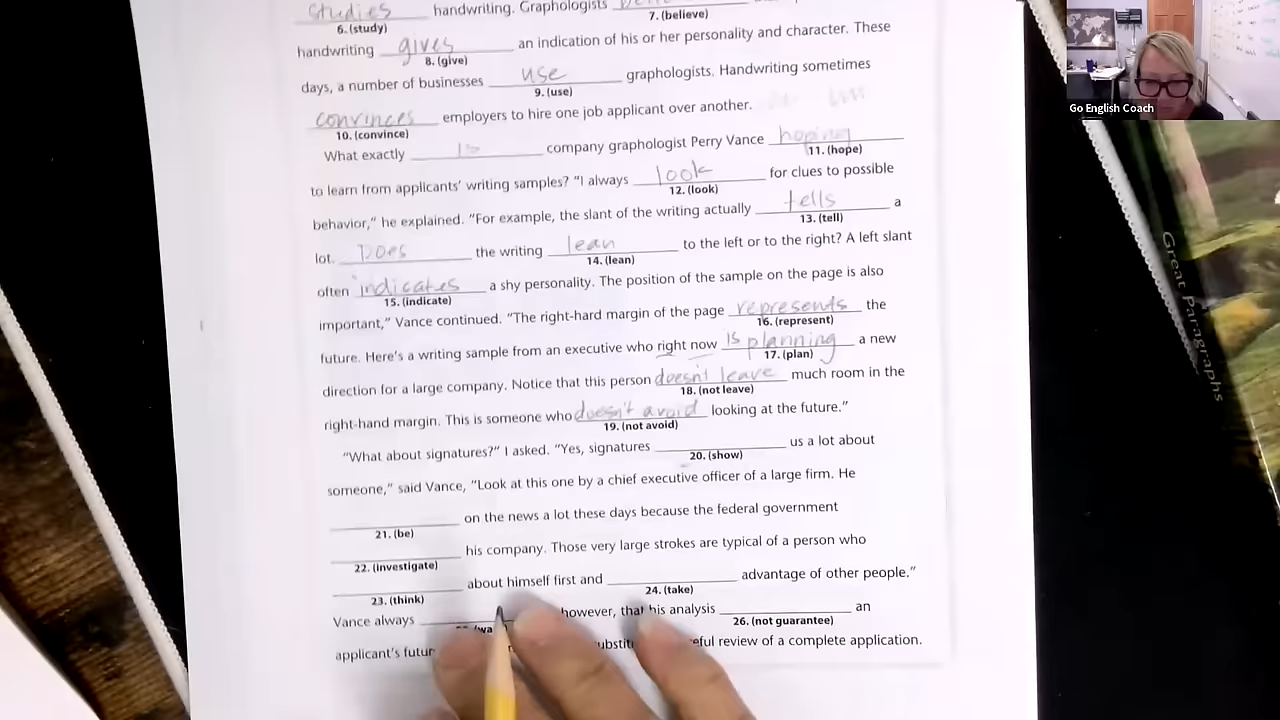 studies handwriting. Graphologists
6. (study) 7. (believe)
handwriting gives an indication of his or her personality and character. These
8. (give)
days, a number of businesses use graphologists. Handwriting sometimes
9. (use)
convinces employers to hire one job applicant over another.
10. (convince)
What exactly is company graphologist Perry Vance hoping
11. (hope)
to learn from applicants' writing samples? "I always look for clues to possible
12. (look)
behavior," he explained. "For example, the slant of the writing actually tells a
13. (tell)
lot. Does the writing lean to the left or to the right? A left slant
14. (lean)
often indicates a shy personality. The position of the sample on the page is also
15. (indicate)
important," Vance continued. "The right-hard margin of the page represents the
16. (represent)
future. Here's a writing sample from an executive who right now is planning a new
17. (plan)
direction for a large company. Notice that this person doesn't leave much room in the
18. (not leave)
right-hand margin. This is someone who doesn't avoid looking at the future."
19. (not avoid)
"What about signatures?" I asked. "Yes, signatures us a lot about
20. (show)
someone," said Vance, "Look at this one by a chief executive officer of a large firm. He
on the news a lot these days because the federal government
21. (be)
his company. Those very large strokes are typical of a person who
22. (investigate)
about himself first and advantage of other people."
23. (think) 24. (take)
Vance always however, that his analysis an
26. (not guarantee)
applicant's review of a complete application.
Go English Coach
Great Paragraphs